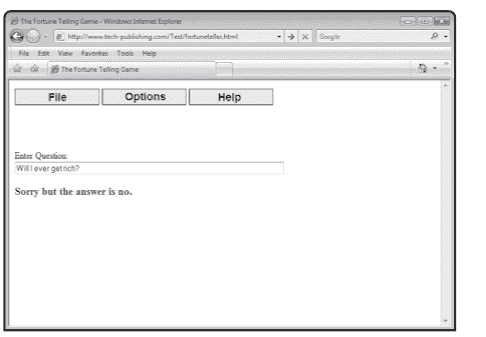 The Fortune Telling Game - Windows Internet Explorer
http://www.tech-publishing.com/Test/fortuneteller.html
Google
File Edit View Favorites Tools Help
The Fortune Telling Game
File Options Help
Enter Question:
Will I ever get rich?
Sorry but the answer is no.